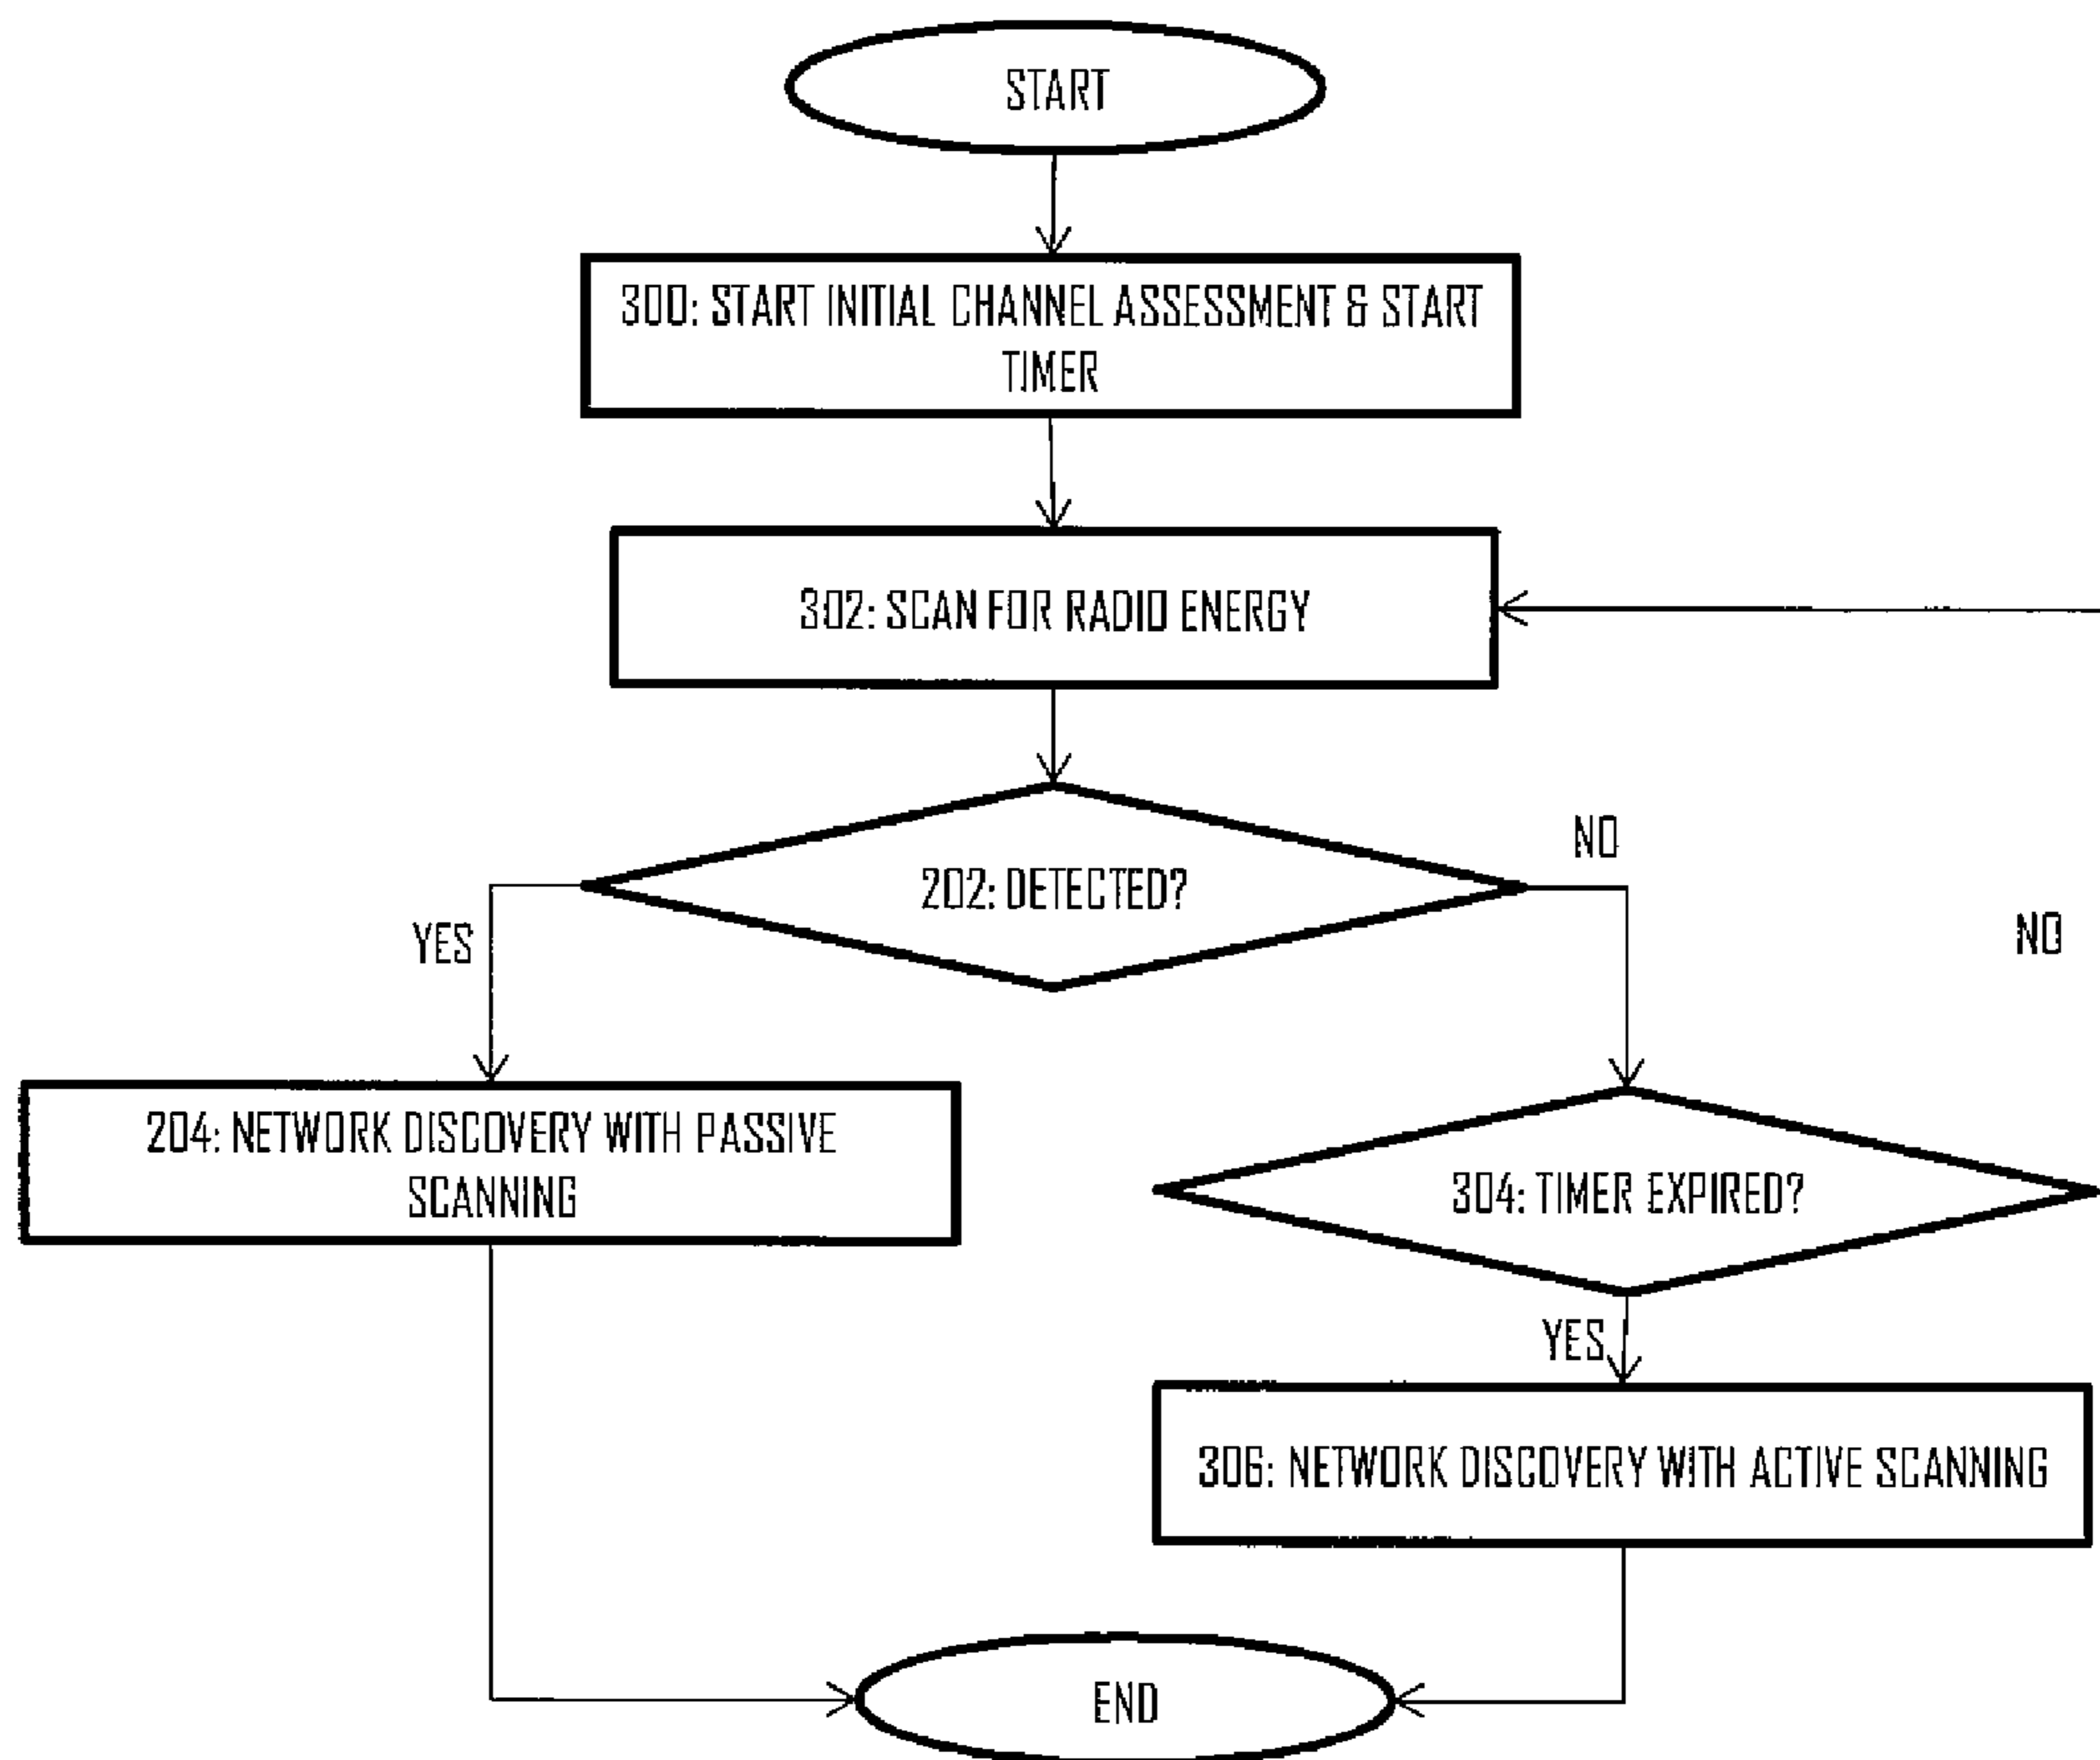 START
300: START INITIAL CHANNEL ASSESSMENT & START
TIMER
302: SCAN FOR RADIO ENERGY
NO
202: DETECTED?
YES
NO
204: NETWORK DISCOVERY WITH PASSIVE
SCANNING
304: TIMER EXPIRED?
YES
306: NETWORK DISCOVERY WITH ACTIVE SCANNING
END